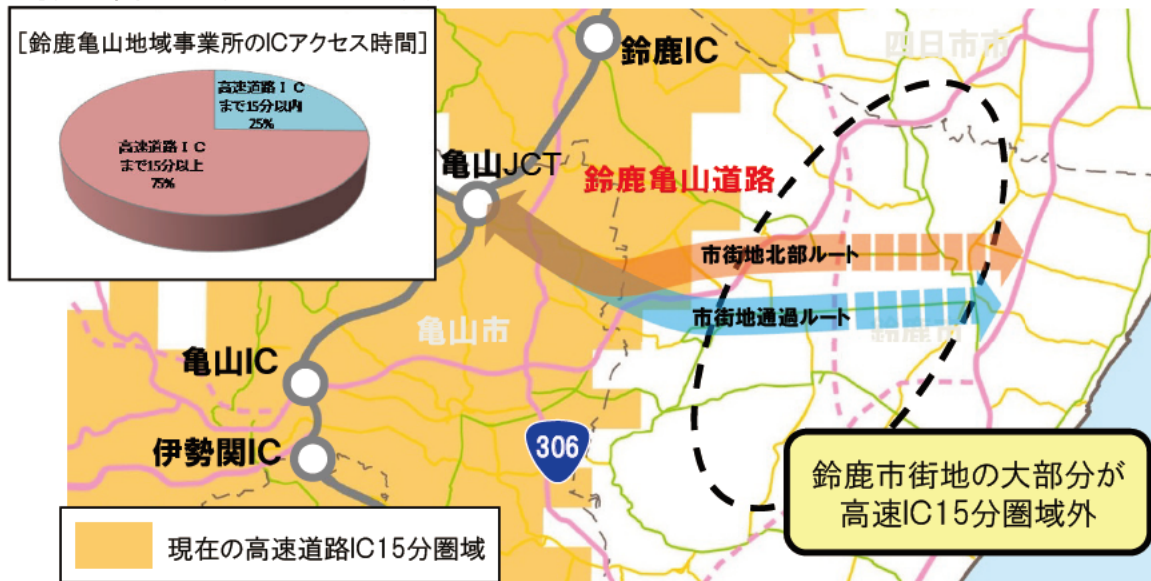 [鈴鹿亀山地域事業所のICアクセス時間]
高速道路ＩＣ
まで15分以内
25%
高速道路ＩＣ
まで15分以上
75%
鈴鹿IC
四日市市
亀山JCT
鈴鹿亀山道路
市街地北部ルート
市街地通過ルート
亀山市
鈴鹿市
亀山IC
伊勢関IC
306
鈴鹿市街地の大部分が
高速IC15分圏域外
現在の高速道路IC15分圏域